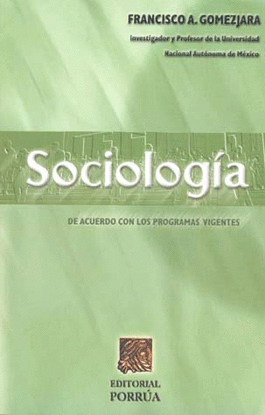 FRANCISCO A. GOMEZJARA
Investigador y Profesor de la Universidad
Nacional Autónoma de México
Sociología
DE ACUERDO CON LOS PROGRAMAS VIGENTES
EDITORIAL
PORRÚA